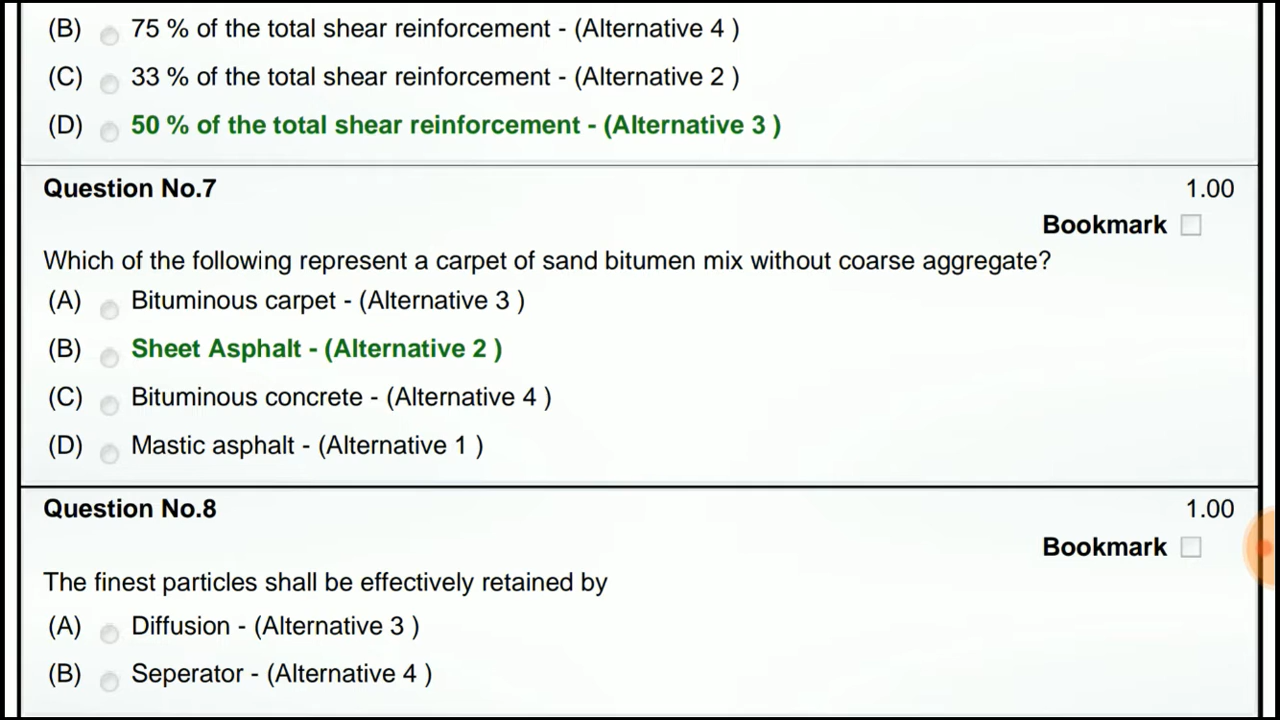 (B) 75 % of the total shear reinforcement - (Alternative 4 )
(C) 33 % of the total shear reinforcement - (Alternative 2 )
(D) 50 % of the total shear reinforcement - (Alternative 3 )
Question No.7 1.00
Bookmark
Which of the following represent a carpet of sand bitumen mix without coarse aggregate?
(A) Bituminous carpet - (Alternative 3 )
(B) Sheet Asphalt - (Alternative 2 )
(C) Bituminous concrete - (Alternative 4 )
(D) Mastic asphalt - (Alternative 1 )
Question No.8 1.00
Bookmark
The finest particles shall be effectively retained by
(A) Diffusion - (Alternative 3 )
(B) Seperator - (Alternative 4 )